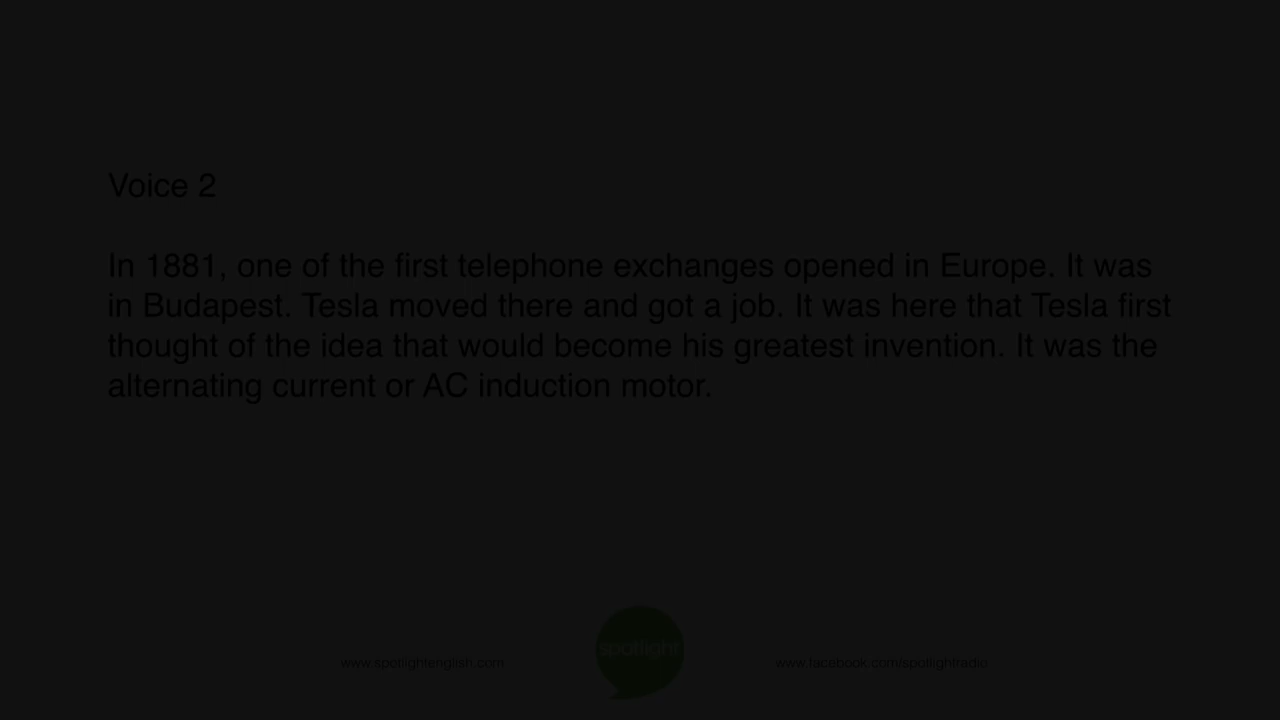 Voice 2
In 1881, one of the first telephone exchanges opened in Europe. It was
in Budapest. Tesla moved there and got a job. It was here that Tesla first
thought of the idea that would become his greatest invention. It was the
alternating current or AC induction motor.
spotlight
www.spotlightenglish.com
www.facebook.com/spotlightradio